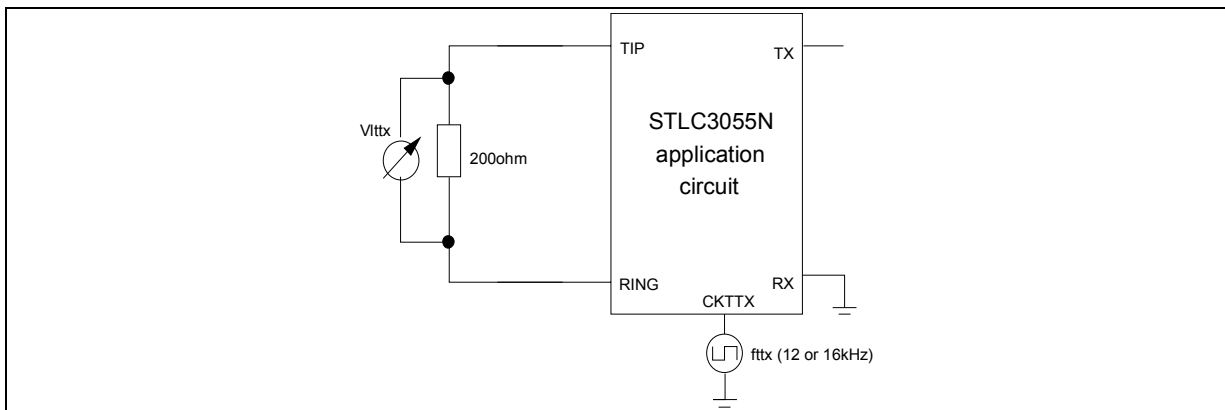 TIP
TX
Vlttx
200ohm
STLC3055N
application
circuit
RING
RX
CKTTX
fttx (12 or 16kHz)